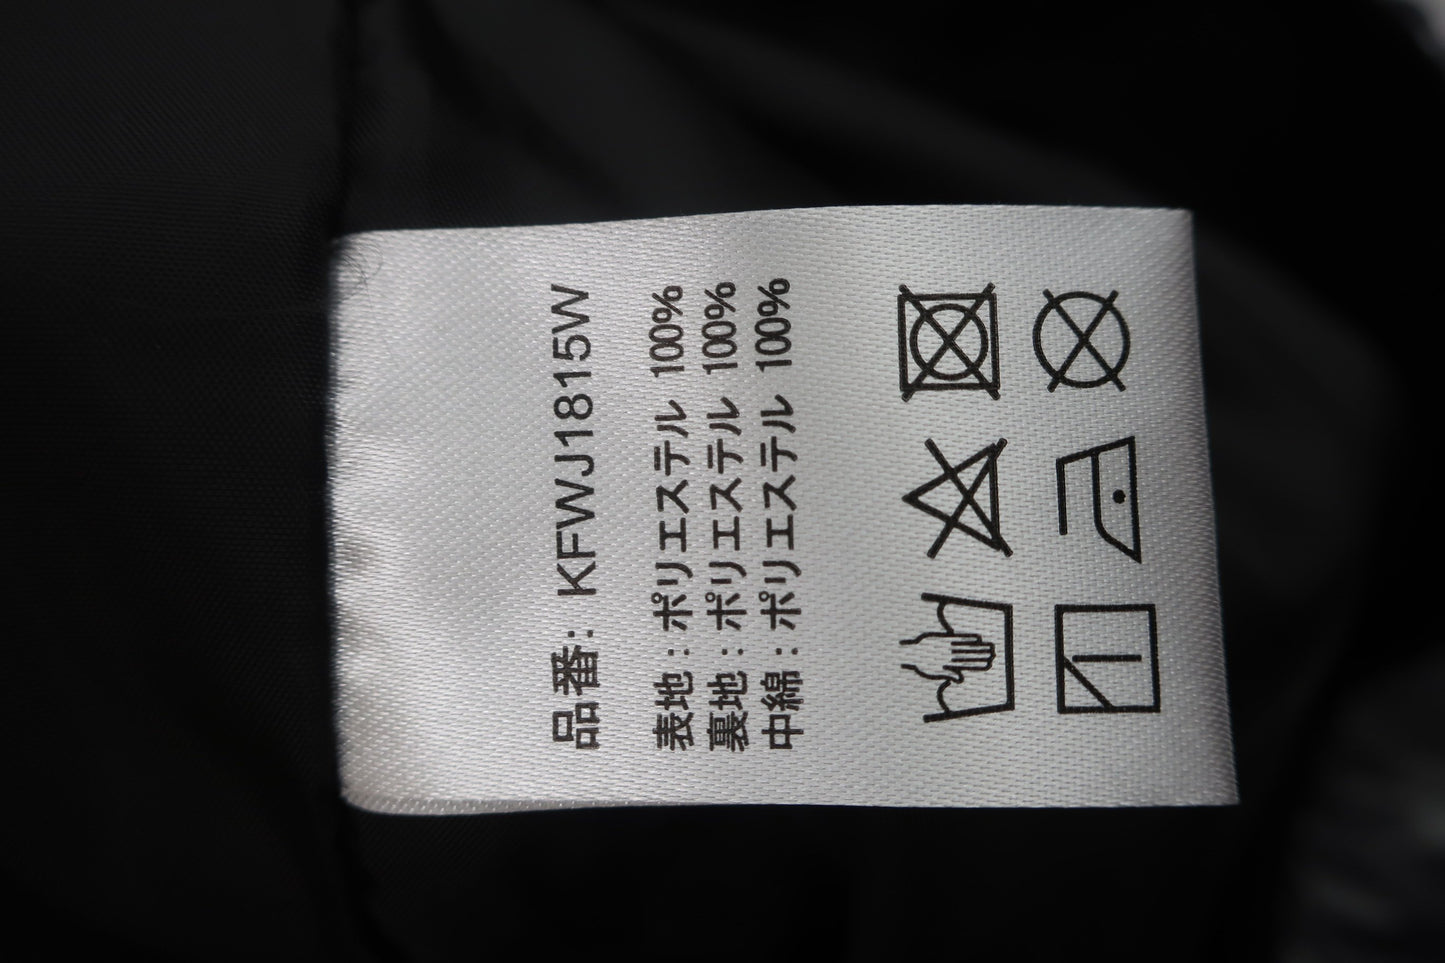 品番: KFWJ1815W
表地：ポリエステル 100%
裏地：ポリエステル 100%
中綿：ポリエステル 100%